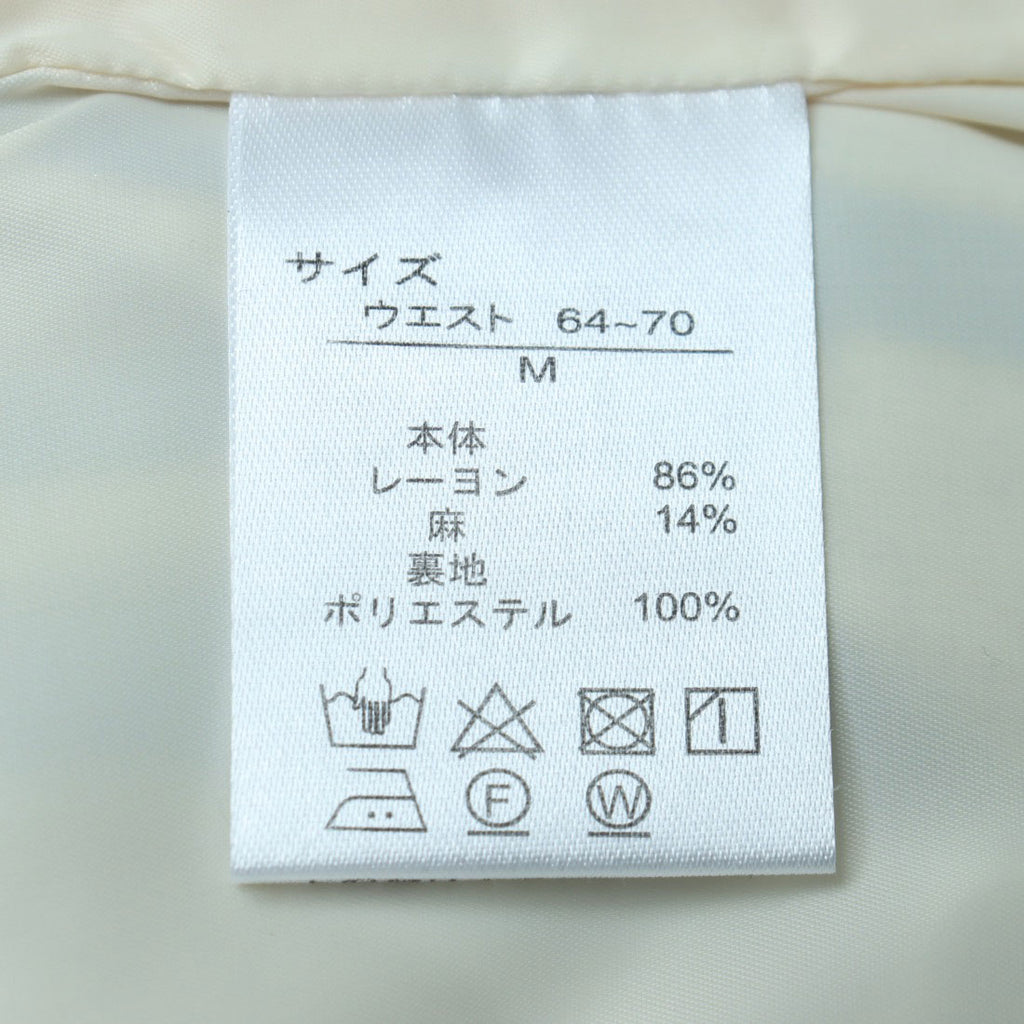 サイズ
ウエスト 64~70
M
本体
レーヨン 86%
麻 14%
裏地
ポリエステル 100%
F W